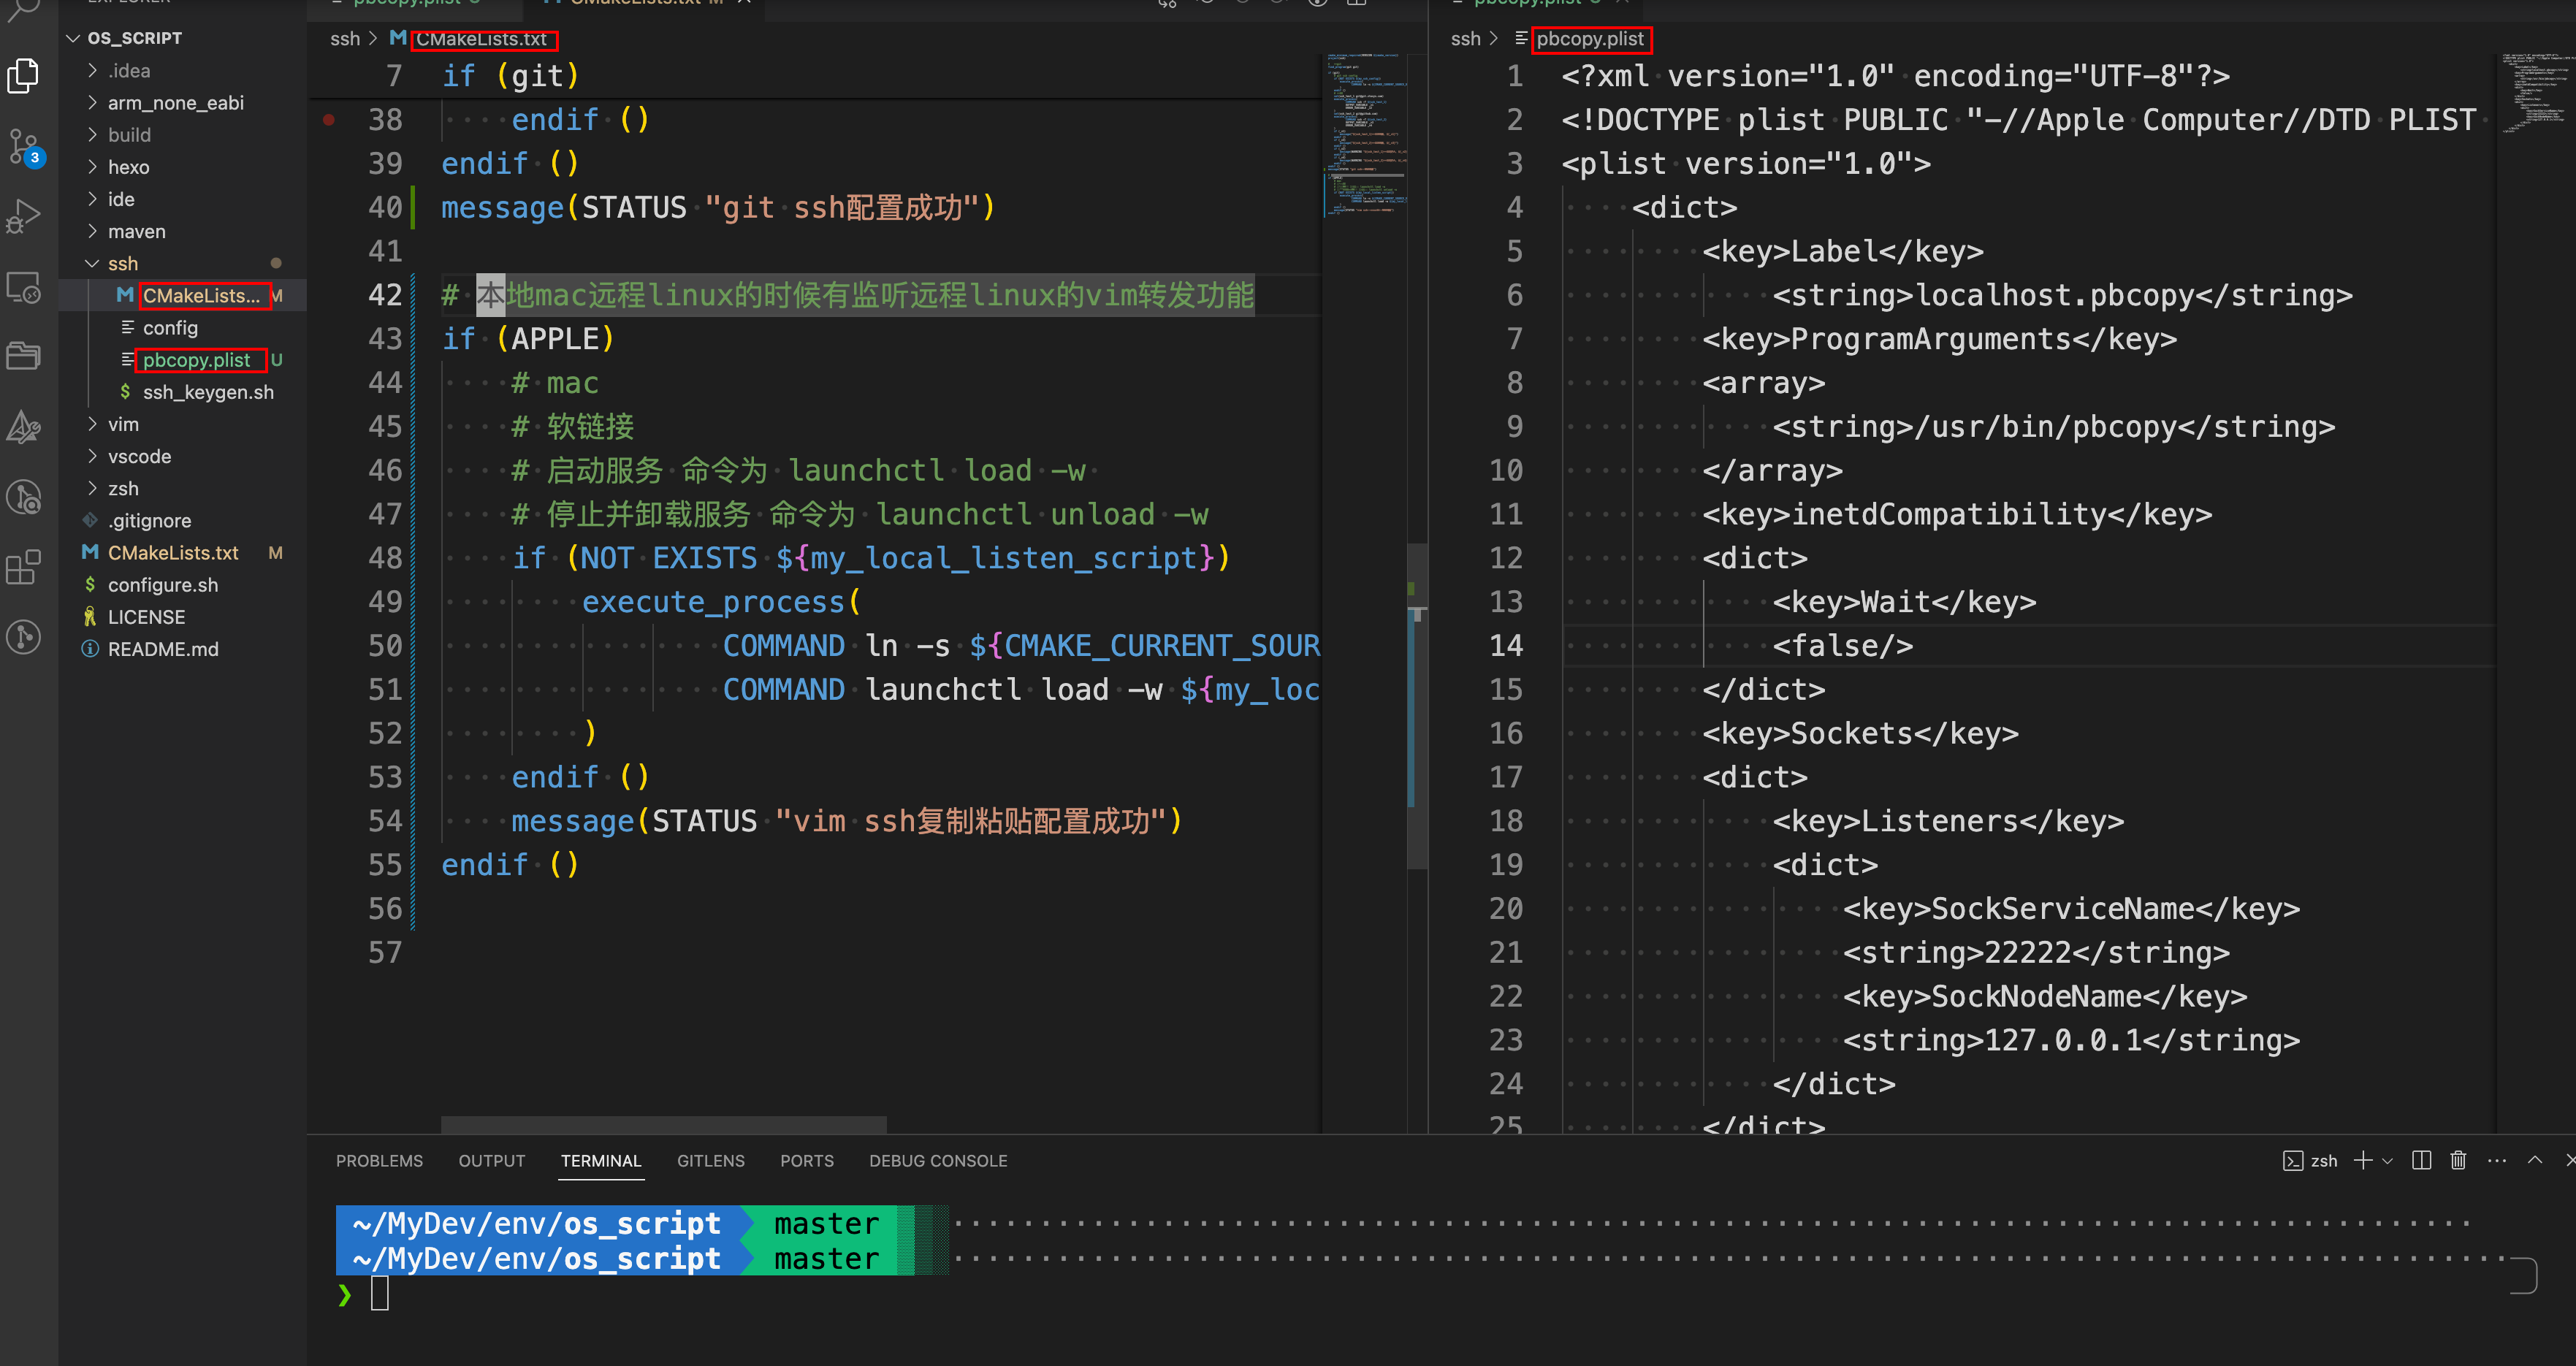 EXPLORER
OS_SCRIPT
.idea
arm_none_eabi
build
hexo
ide
maven
ssh
CMakeLists... M
config
pbcopy.plist U
ssh_keygen.sh
vim
vscode
zsh
.gitignore
CMakeLists.txt M
configure.sh
LICENSE
README.md
3
pbcopy.plist U
CMakeLists.txt M
ssh > CMakeLists.txt
7 if (git)
38 endif ()
39 endif ()
40 message(STATUS "git ssh配置成功")
41
42 # 本地mac远程linux的时候有监听远程linux的vim转发功能
43 if (APPLE)
44 # mac
45 # 软链接
46 # 启动服务 命令为 launchctl load -w
47 # 停止并卸载服务 命令为 launchctl unload -w
48 if (NOT EXISTS ${my_local_listen_script})
49 execute_process(
50 COMMAND ln -s ${CMAKE_CURRENT_SOUR
51 COMMAND launchctl load -w ${my_loc
52 )
53 endif ()
54 message(STATUS "vim ssh复制粘贴配置成功")
55 endif ()
56
57
pbcopy.plist U
ssh > pbcopy.plist
1 <?xml version="1.0" encoding="UTF-8"?>
2 <!DOCTYPE plist PUBLIC "-//Apple Computer//DTD PLIST
3 <plist version="1.0">
4 <dict>
5 <key>Label</key>
6 <string>localhost.pbcopy</string>
7 <key>ProgramArguments</key>
8 <array>
9 <string>/usr/bin/pbcopy</string>
10 </array>
11 <key>inetdCompatibility</key>
12 <dict>
13 <key>Wait</key>
14 <false/>
15 </dict>
16 <key>Sockets</key>
17 <dict>
18 <key>Listeners</key>
19 <dict>
20 <key>SockServiceName</key>
21 <string>22222</string>
22 <key>SockNodeName</key>
23 <string>127.0.0.1</string>
24 </dict>
25 </dict>
PROBLEMS OUTPUT TERMINAL GITLENS PORTS DEBUG CONSOLE
zsh
~/MyDev/env/os_script master
~/MyDev/env/os_script master
❯